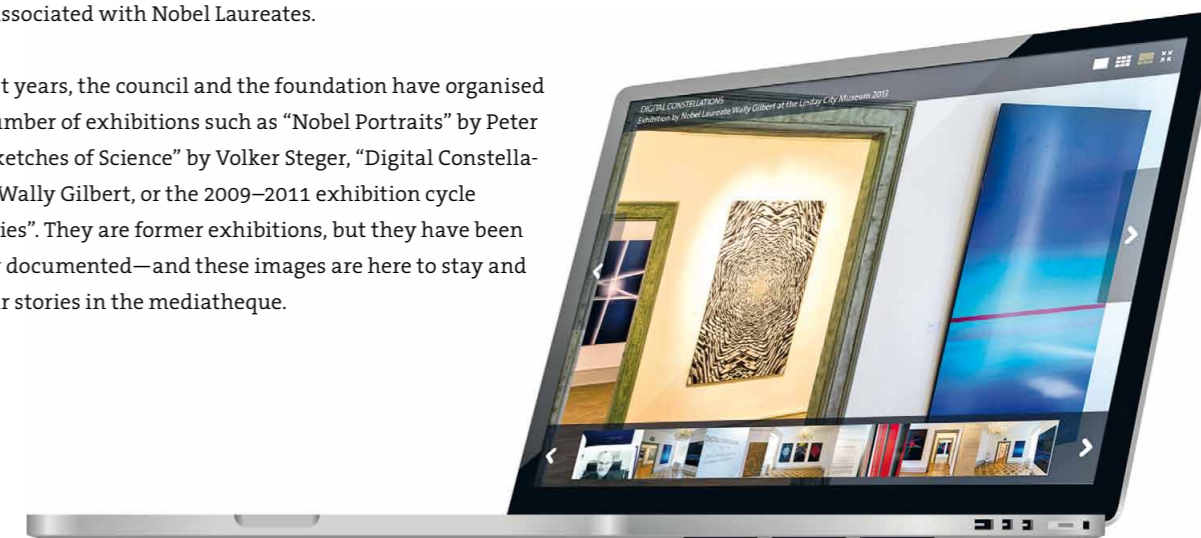 ssociated with Nobel Laureates.
t years, the council and the foundation have organised
umber of exhibitions such as “Nobel Portraits” by Peter
ketches of Science” by Volker Steger, “Digital Constella-
Wally Gilbert, or the 2009–2011 exhibition cycle
ies”. They are former exhibitions, but they have been
documented—and these images are here to stay and
r stories in the mediatheque.
DIGITAL CONSTELLATIONS
Exhibition by Nobel Laureate Wally Gilbert at the Linday City Museum 2013